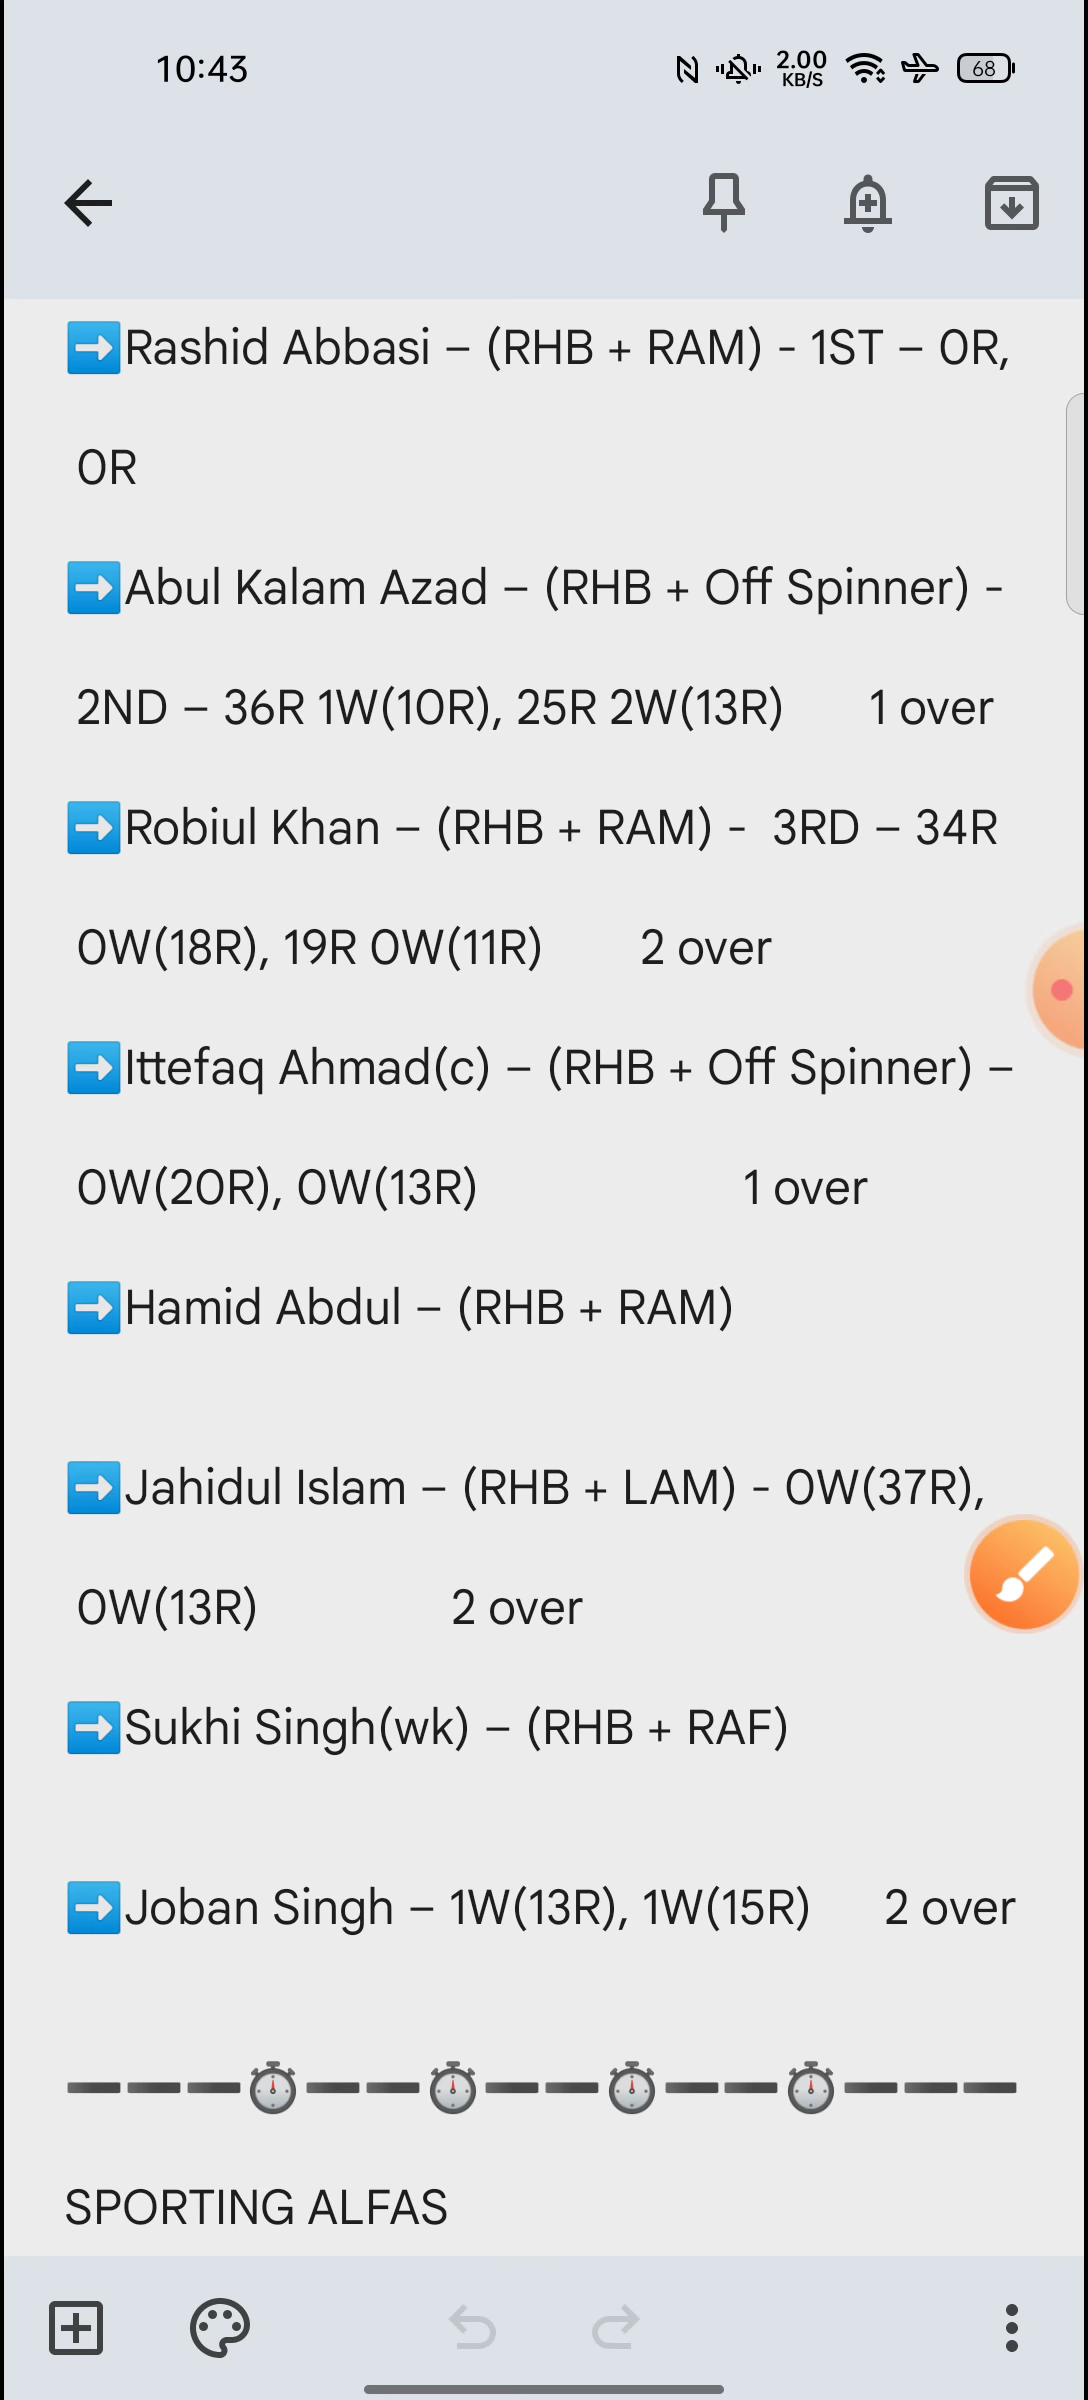 10:43
2.00
KB/S
68
➡️Rashid Abbasi – (RHB + RAM) - 1ST – 0R,
0R
➡️Abul Kalam Azad – (RHB + Off Spinner) -
2ND – 36R 1W(10R), 25R 2W(13R) 1 over
➡️Robiul Khan – (RHB + RAM) - 3RD – 34R
0W(18R), 19R 0W(11R) 2 over
➡️Ittefaq Ahmad(c) – (RHB + Off Spinner) –
0W(20R), 0W(13R) 1 over
➡️Hamid Abdul – (RHB + RAM)
➡️Jahidul Islam – (RHB + LAM) - 0W(37R),
0W(13R) 2 over
➡️Sukhi Singh(wk) – (RHB + RAF)
➡️Joban Singh – 1W(13R), 1W(15R) 2 over
➖➖➖⏱➖➖⏱➖➖⏱➖➖⏱➖➖➖
SPORTING ALFAS